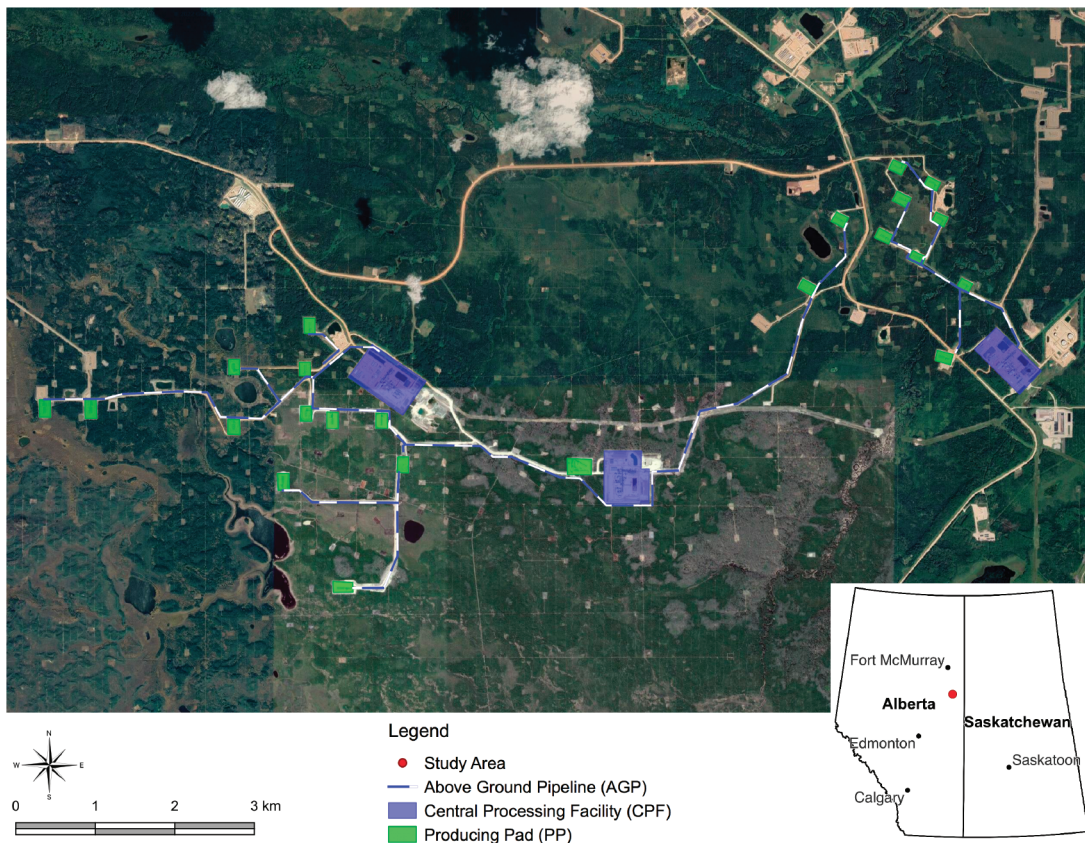 Fort McMurray
Alberta
Saskatchewan
Edmonton
Saskatoon
Calgary
N
W E
S
0 1 2 3 km
Legend
Study Area
Above Ground Pipeline (AGP)
Central Processing Facility (CPF)
Producing Pad (PP)